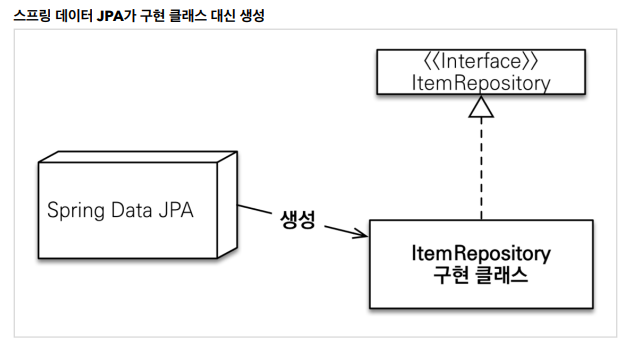 스프링 데이터 JPA가 구현 클래스 대신 생성
<<Interface>>
ItemRepository
Spring Data JPA
생성
ItemRepository
구현 클래스